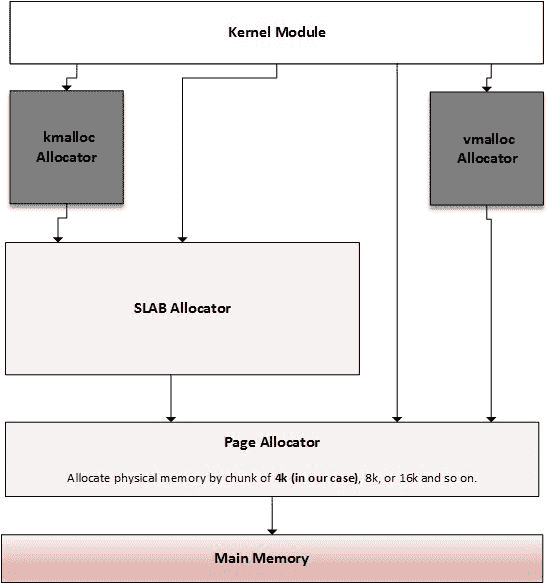 Kernel Module
kmalloc
Allocator
vmalloc
Allocator
SLAB Allocator
Page Allocator
Allocate physical memory by chunk of 4k (in our case), 8k, or 16k and so on.
Main Memory